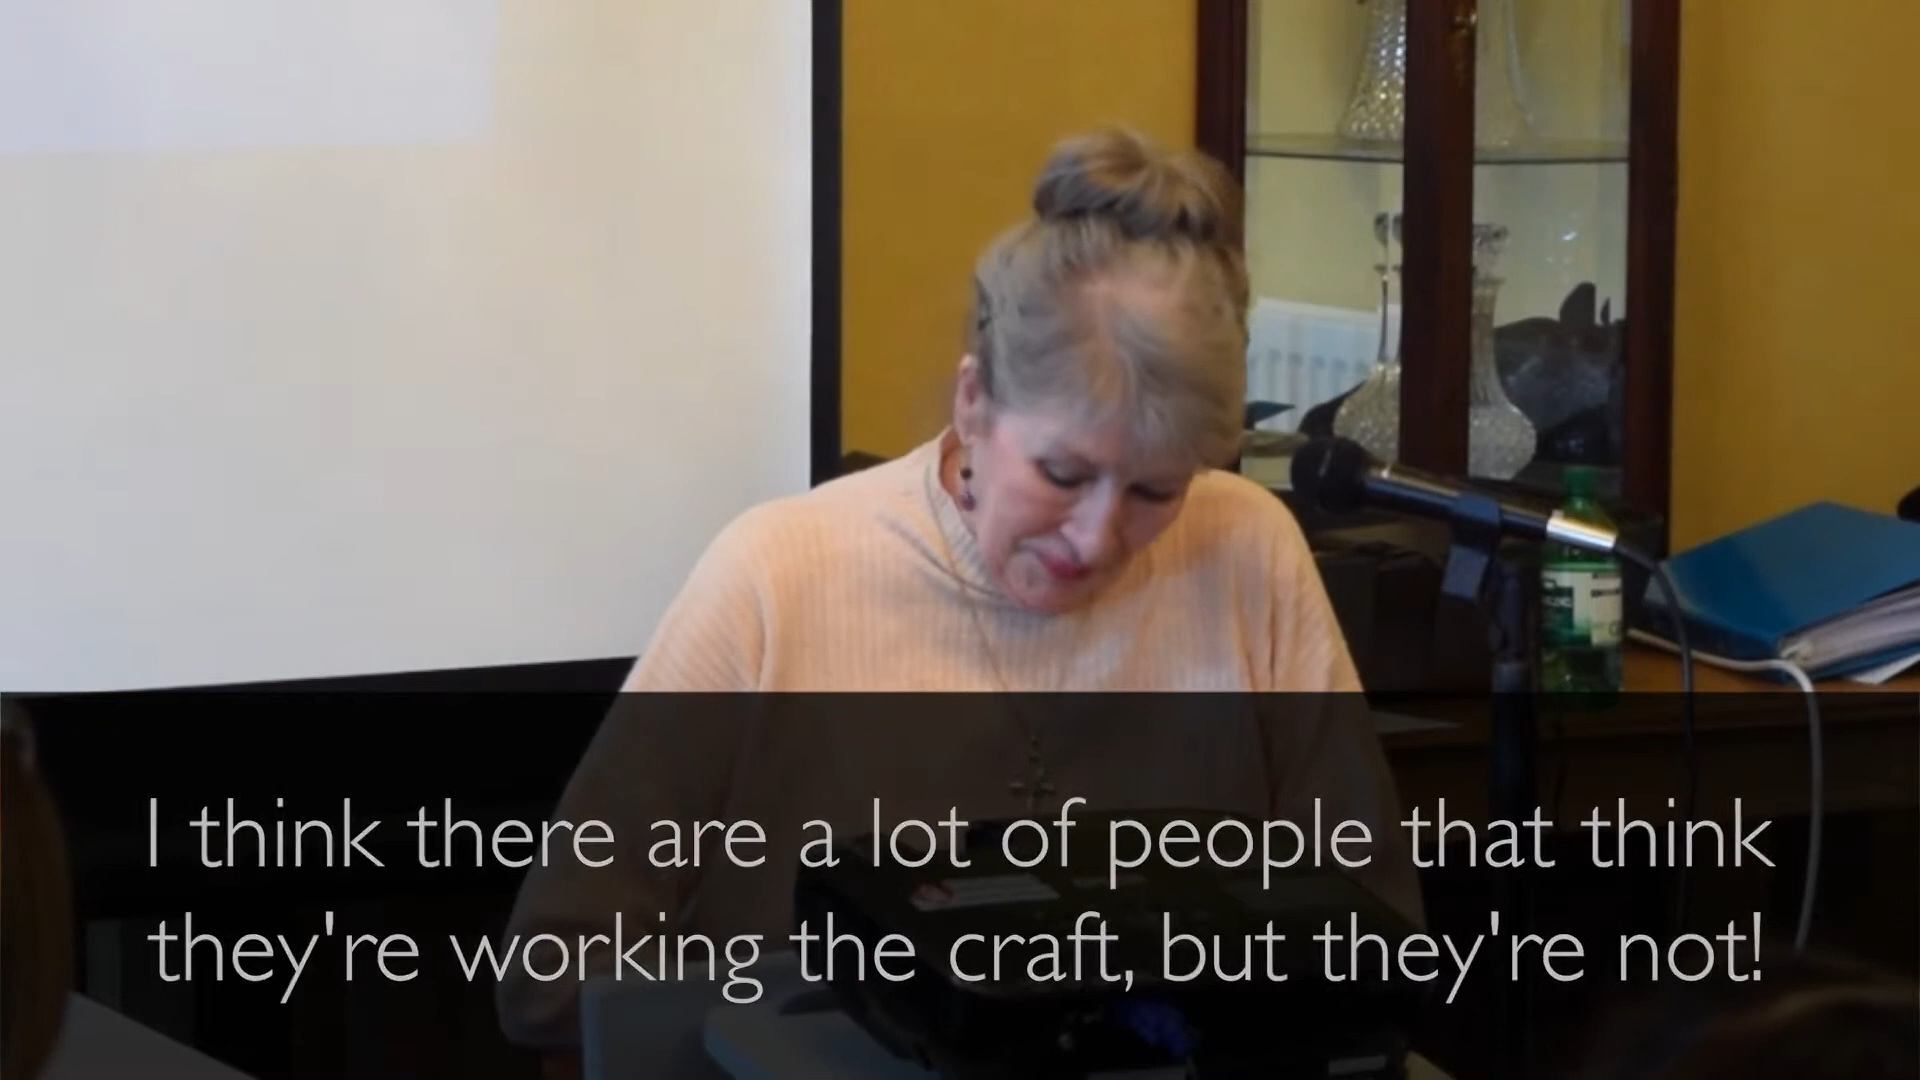 I think there are a lot of people that think
they're working the craft, but they're not!